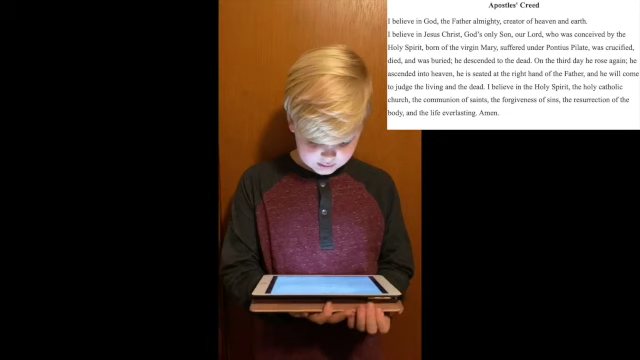 Apostles' Creed
I believe in God, the Father almighty, creator of heaven and earth.
I believe in Jesus Christ, God's only Son, our Lord, who was conceived by the
Holy Spirit, born of the virgin Mary, suffered under Pontius Pilate, was crucified,
died, and was buried; he descended to the dead. On the third day he rose again; he
ascended into heaven, he is seated at the right hand of the Father, and he will come
to judge the living and the dead. I believe in the Holy Spirit, the holy catholic
church, the communion of saints, the forgiveness of sins, the resurrection of the
body, and the life everlasting. Amen.